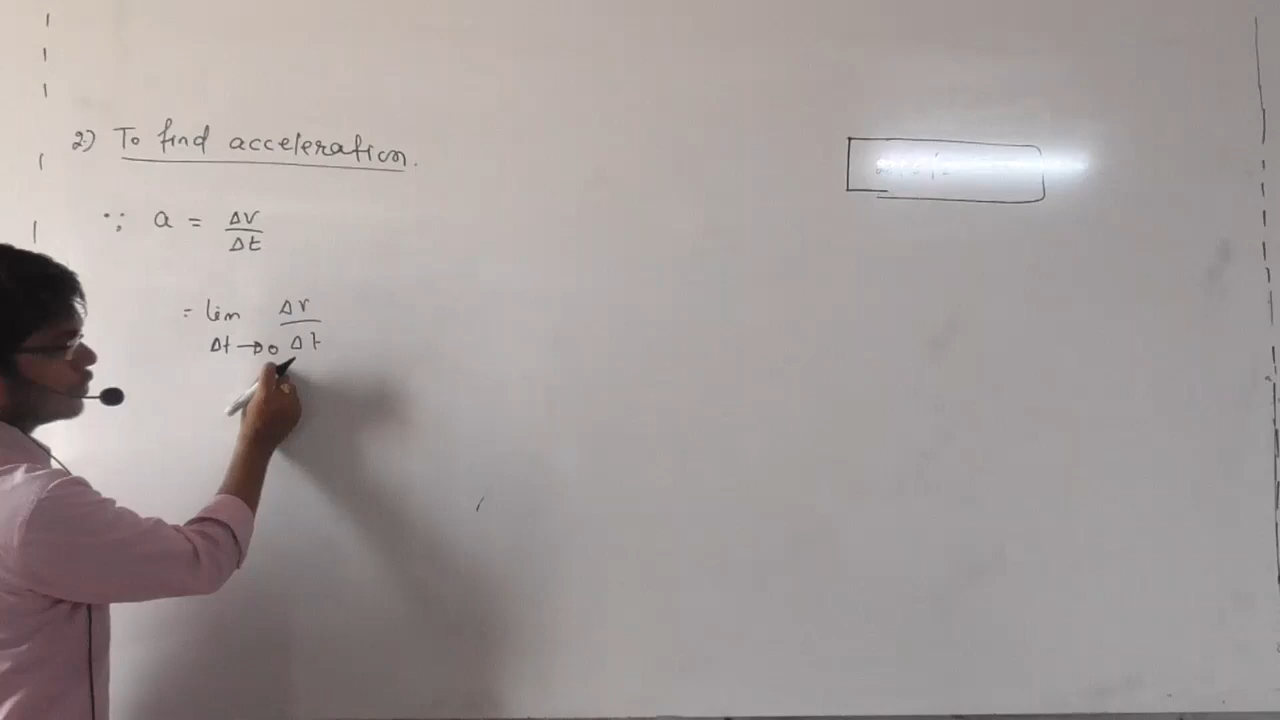 2) To find acceleration.
∵ a = Δv/Δt
= lim Δv/Δt
Δt→0